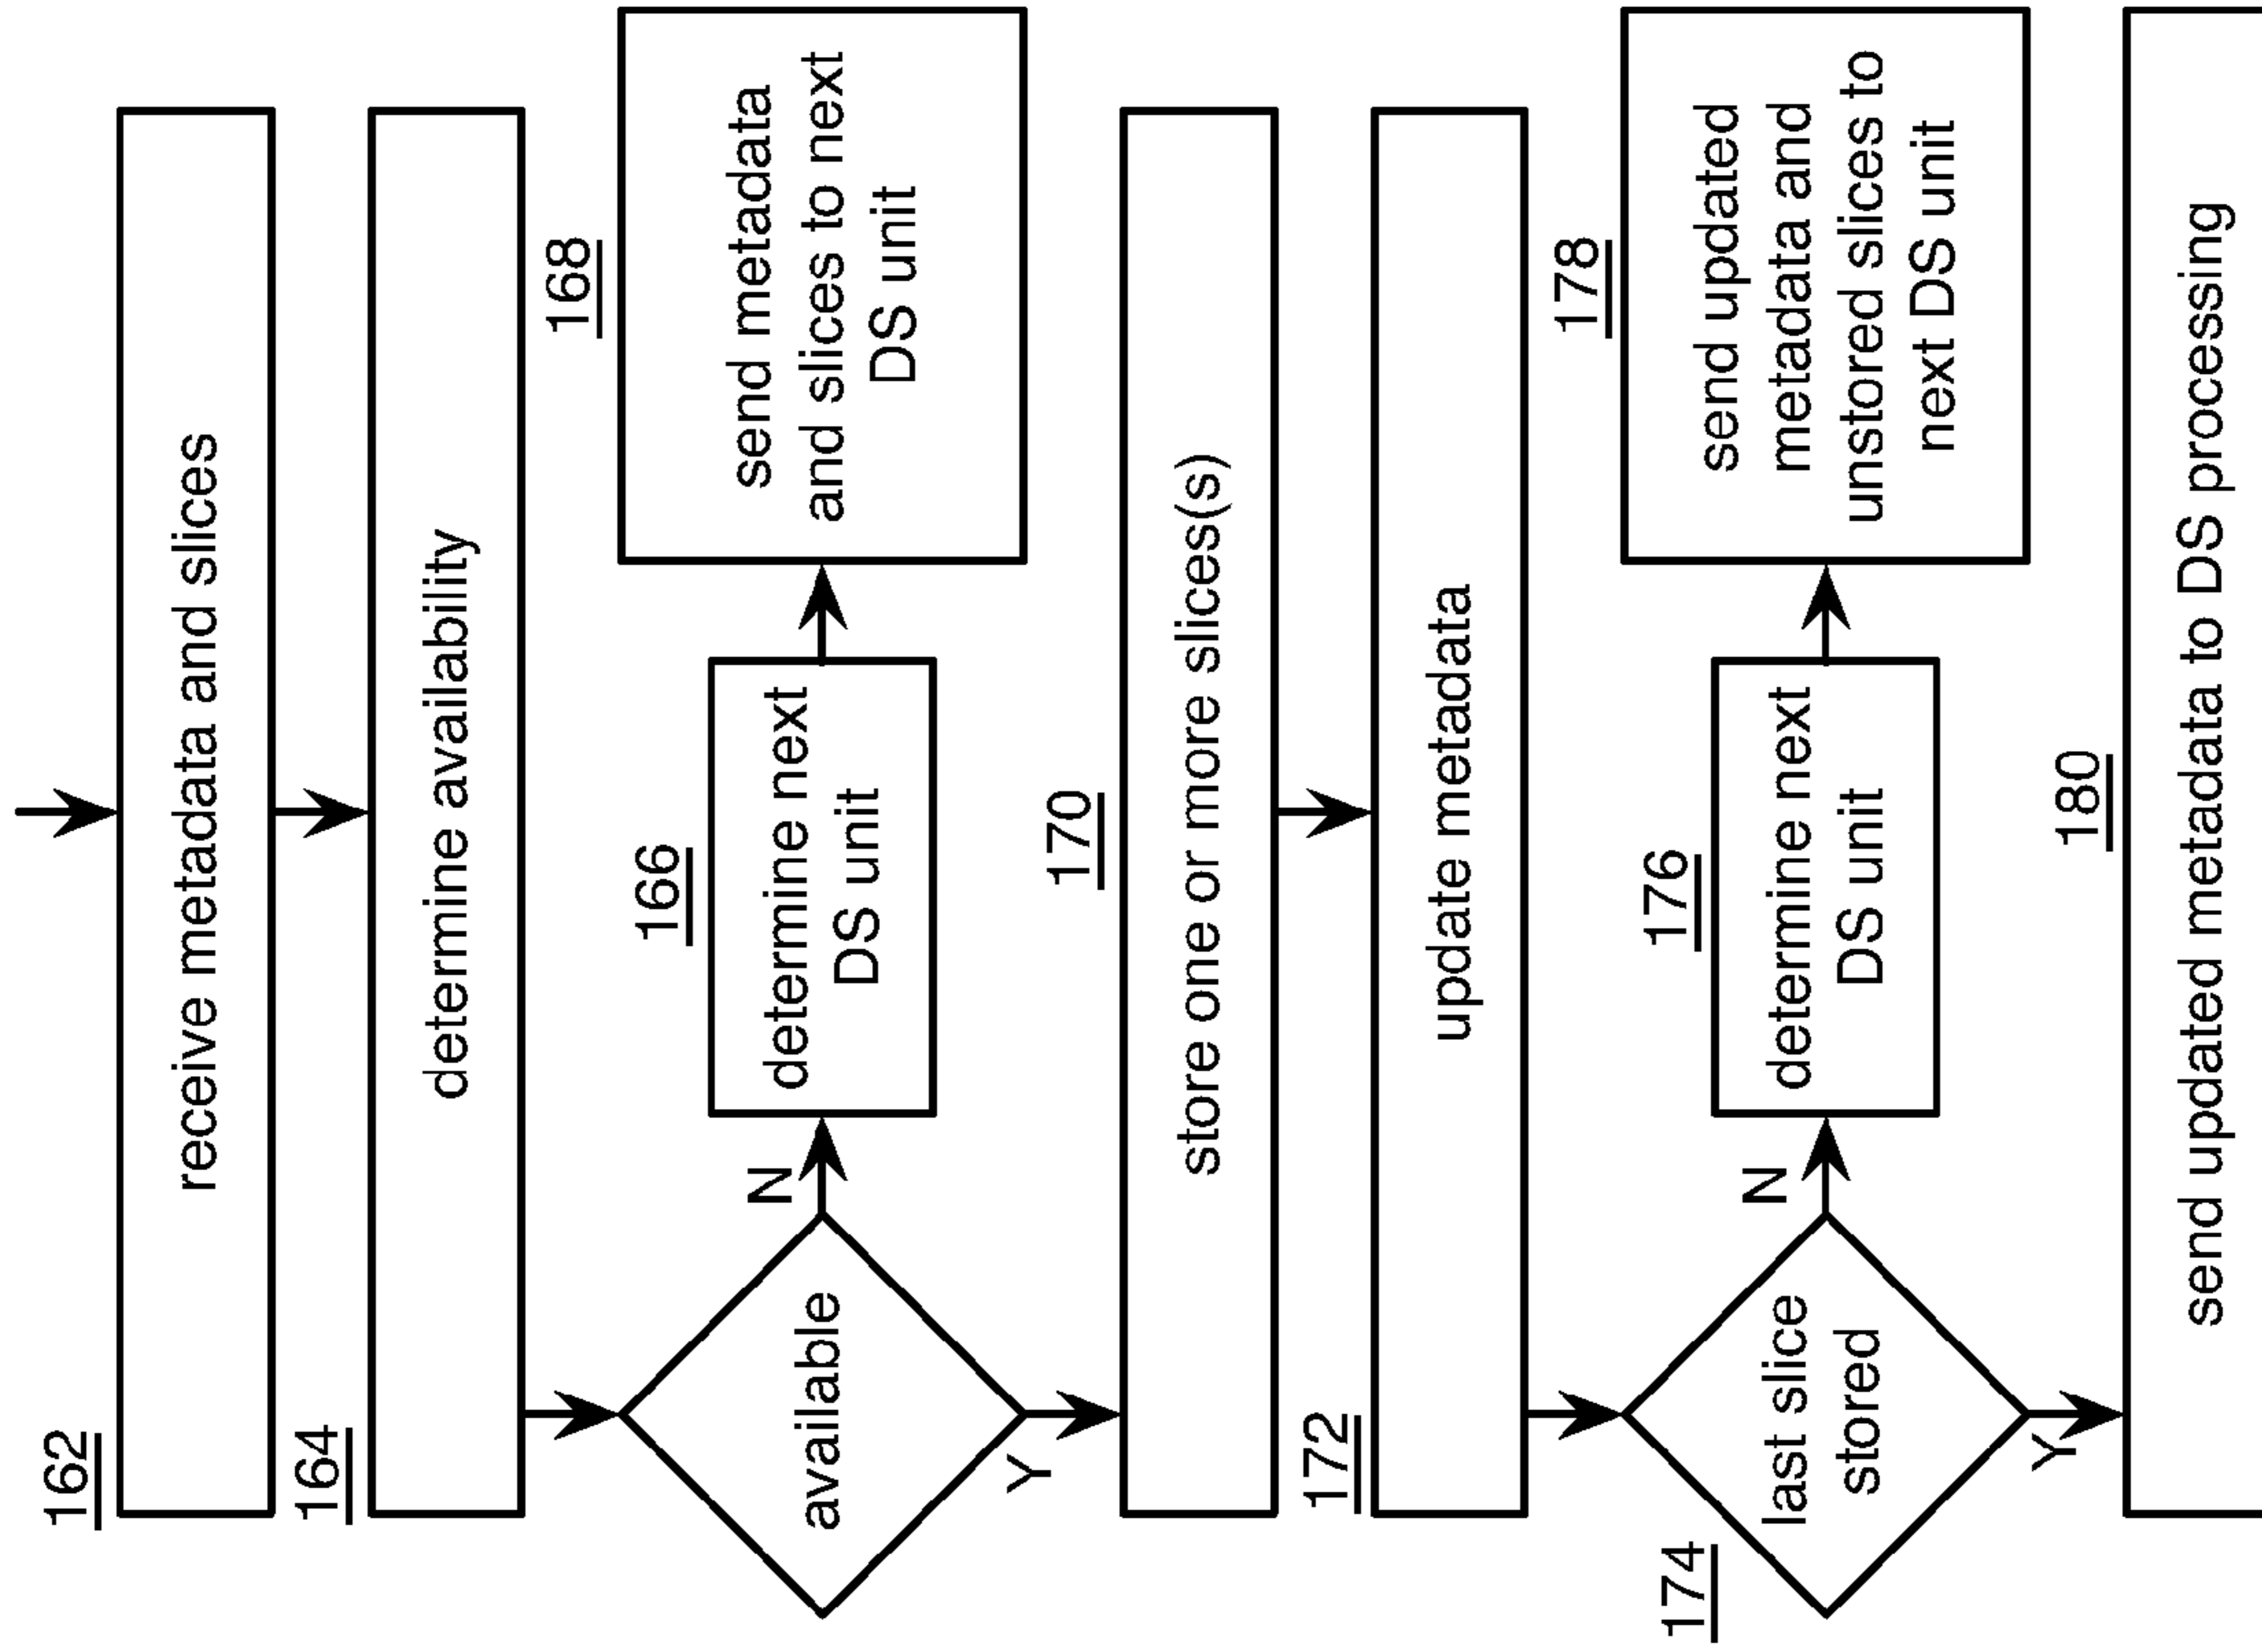 162
receive metadata and slices
164
determine availability
available
N
Y
166
determine next
DS unit
168
send metadata
and slices to next
DS unit
170
store one or more slices(s)
172
update metadata
174
last slice
stored
N
Y
176
determine next
DS unit
178
send updated
metadata and
unstored slices to
next DS unit
180
send updated metadata to DS processing